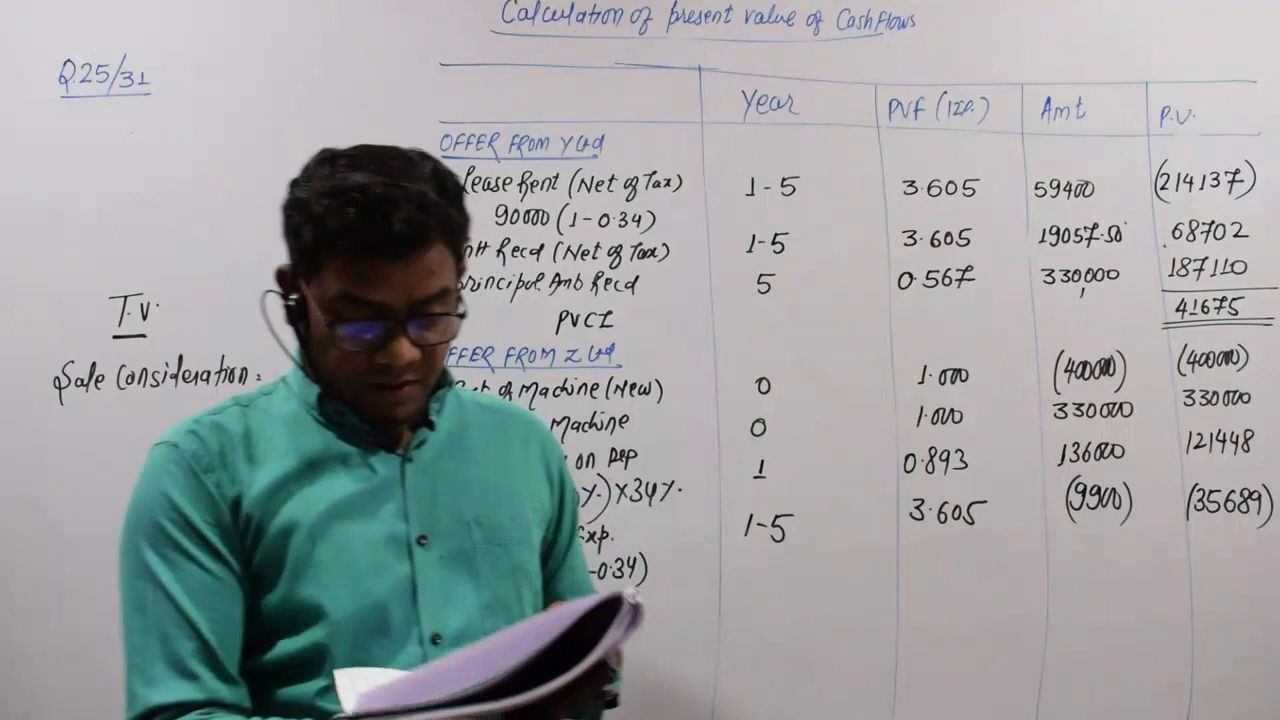 Calculation of present value of Cashflows
Q.25/31
Year PVF (12%) Amt P.V.
OFFER FROM Y Ltd
Lease Rent (Net of Tax) 1-5 3.605 59400 (214137)
90000 (1-0.34)
Recd (Net of Tax) 1-5 3.605 19057.50 68702
principal Amt Recd 5 0.567 330000 187110
PVCI 41675
T.V.
OFFER FROM Z Ltd
Sale Consideration:
of Machine (New) 0 1.000 (400000) (400000)
Machine 0 1.000 330000 330000
on Dep 1 0.893 136000 121448
%) x34%.
Exp. 1-5 3.605 (9900) (35689)
-0.34)